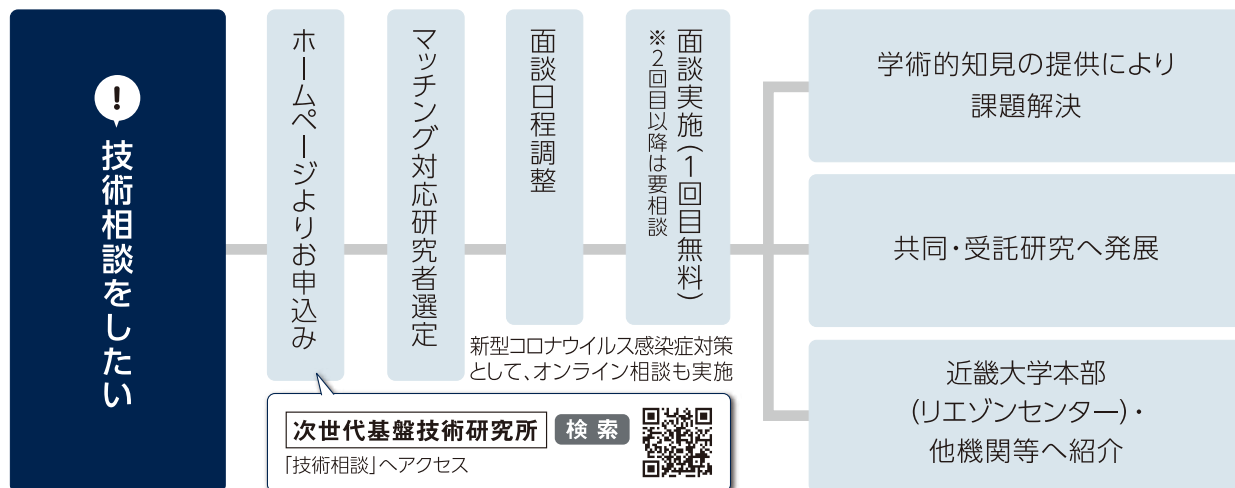 !
技術相談をしたい
ホームページよりお申込み
マッチング対応研究者選定
面談日程調整
面談実施(1回目無料)
※2回目以降は要相談
新型コロナウイルス感染症対策
として、オンライン相談も実施
次世代基盤技術研究所 検索
「技術相談」へアクセス
学術的知見の提供により
課題解決
共同・受託研究へ発展
近畿大学本部
(リエゾンセンター)・
他機関等へ紹介